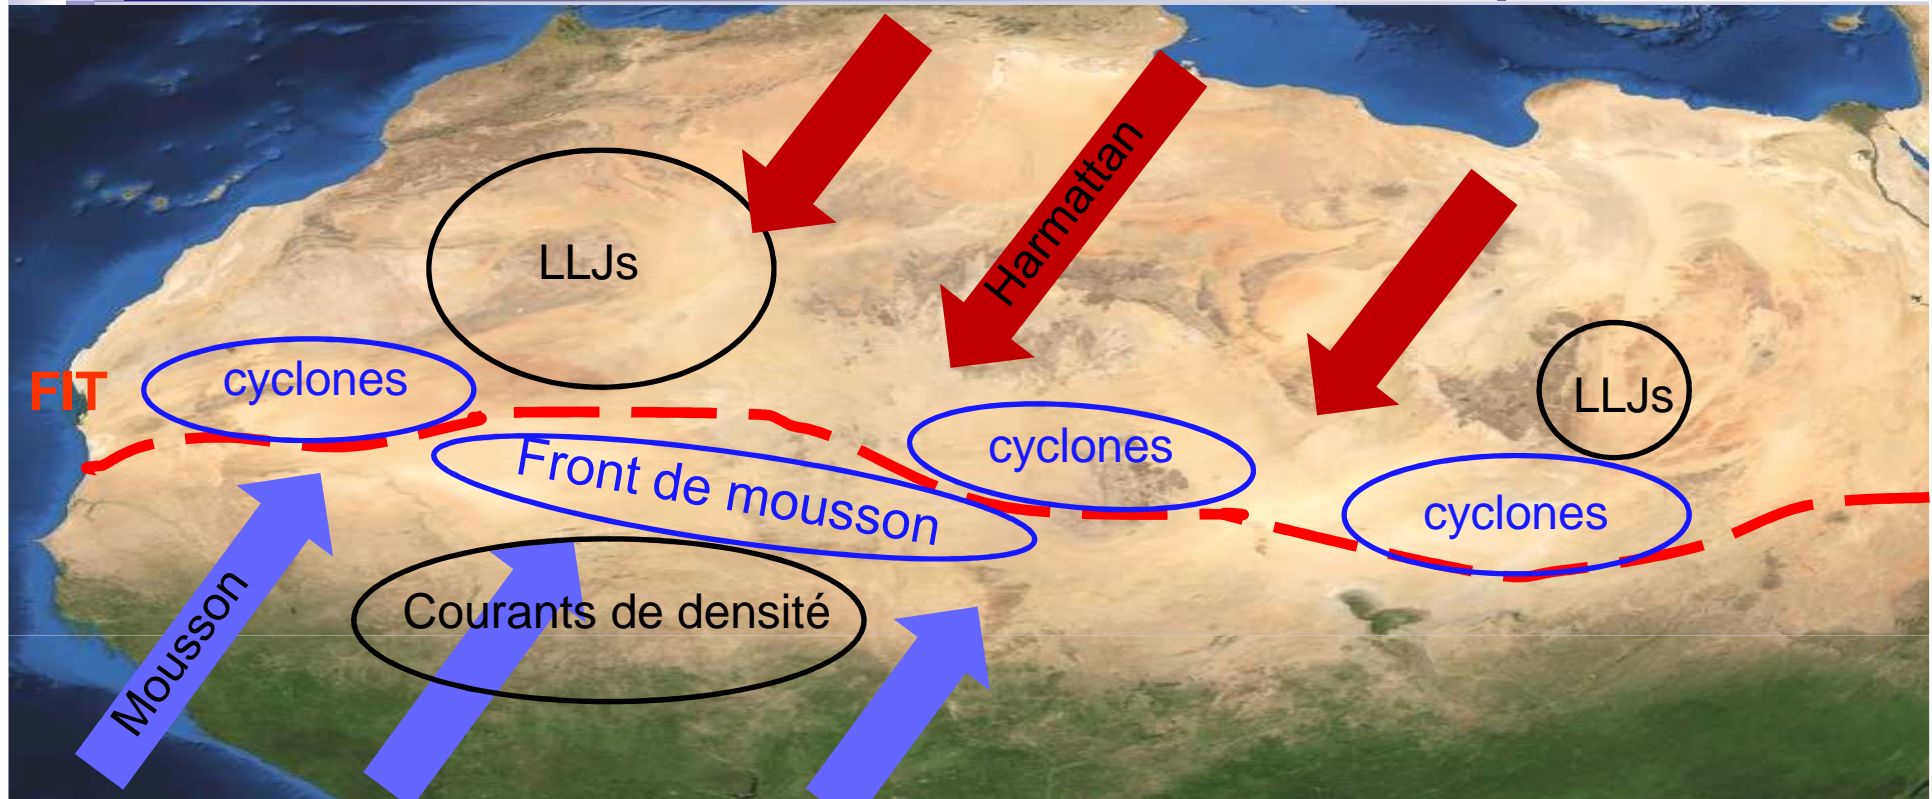 Harmattan
LLJs
FIT
cyclones
LLJs
cyclones
Front de mousson
cyclones
Courants de densité
Mousson